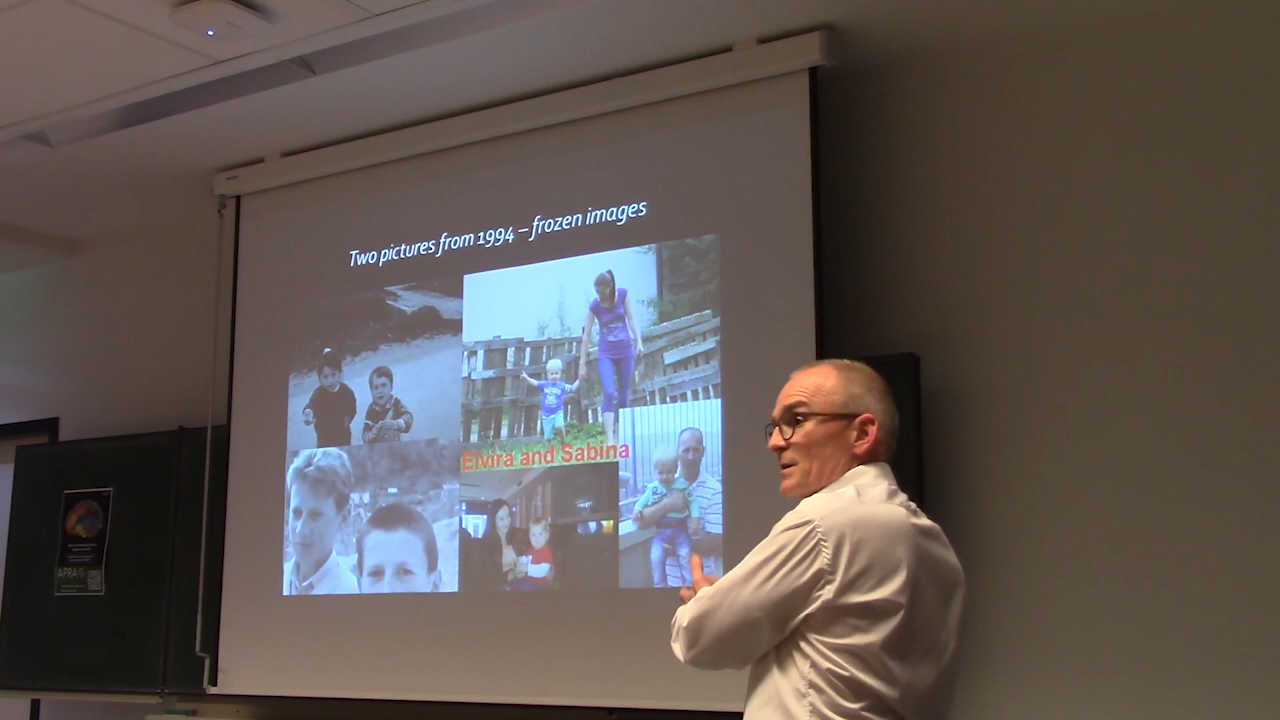 Two pictures from 1994 – frozen images
Elvira and Sabina
APRA